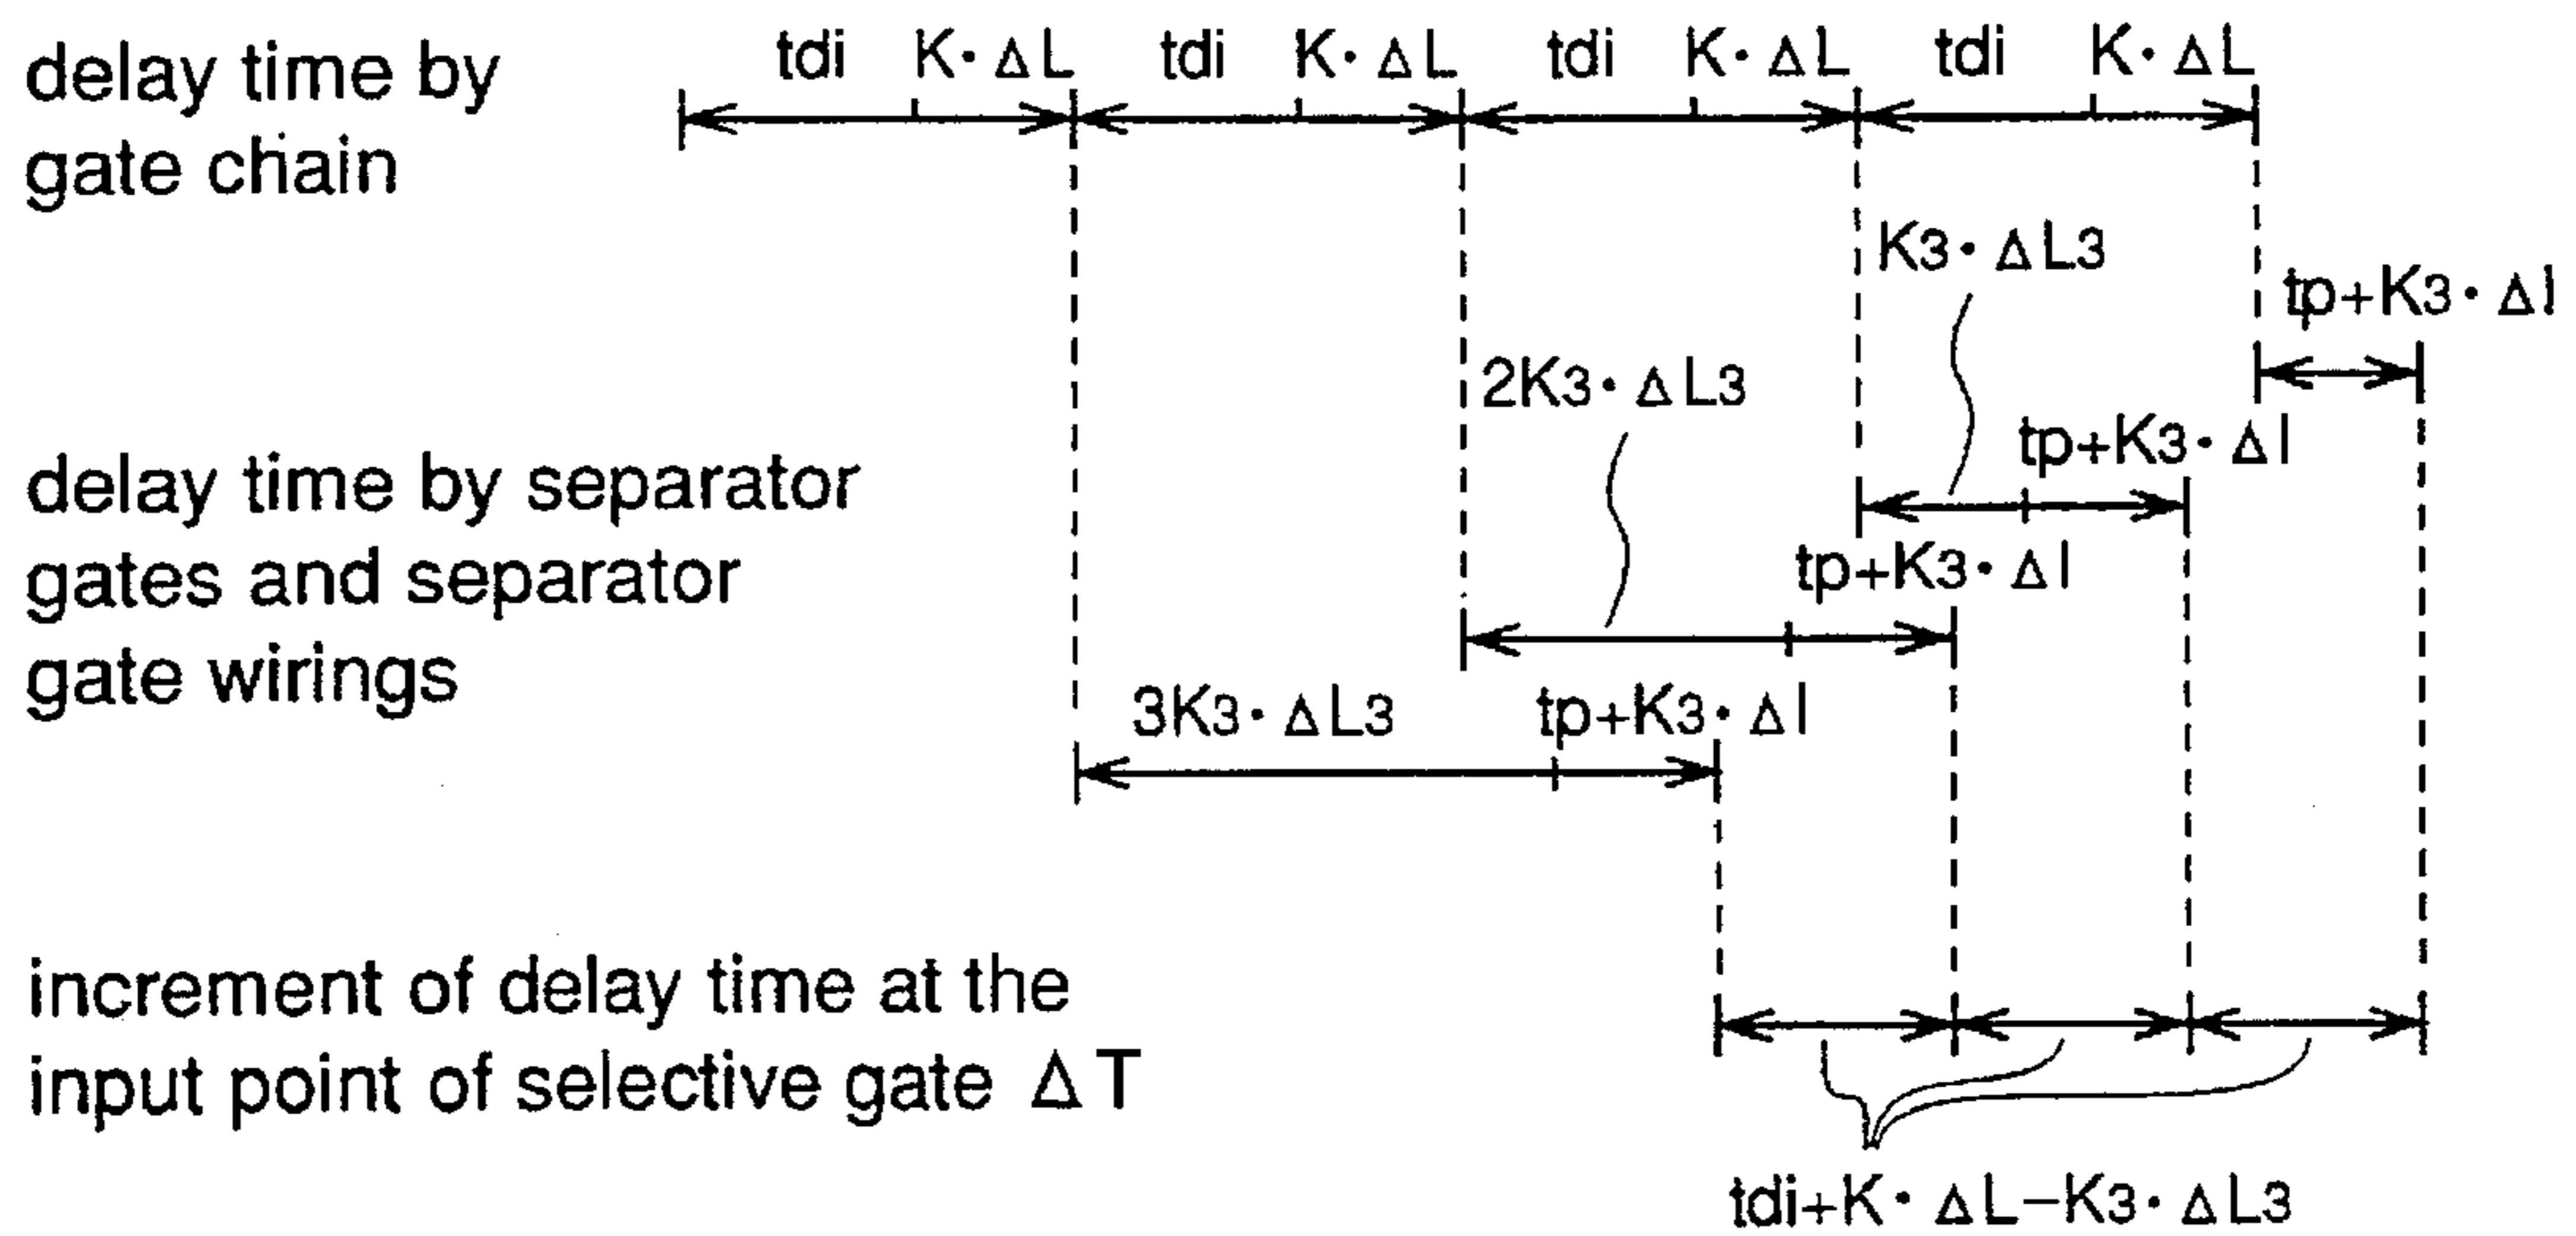 delay time by
gate chain
tdi K・ΔL tdi K・ΔL tdi K・ΔL tdi K・ΔL
K3・ΔL3
tp+K3・Δl
2K3・ΔL3
tp+K3・Δl
delay time by separator
gates and separator
gate wirings
tp+K3・Δl
3K3・ΔL3 tp+K3・Δl
increment of delay time at the
input point of selective gate ΔT
tdi+K・ΔL−K3・ΔL3